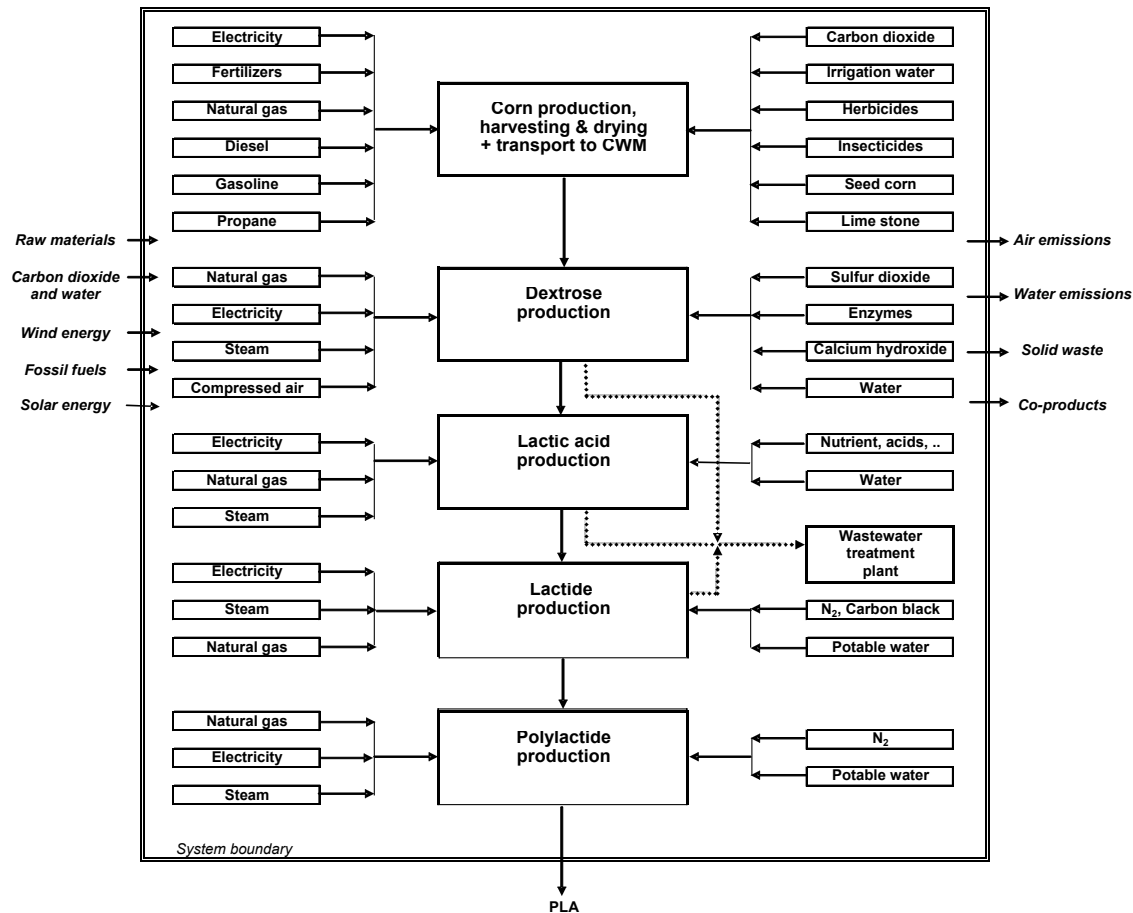 Electricity
Fertilizers
Natural gas
Diesel
Gasoline
Propane
Corn production,
harvesting & drying
+ transport to CWM
Carbon dioxide
Irrigation water
Herbicides
Insecticides
Seed corn
Lime stone
Raw materials
Carbon dioxide
and water
Wind energy
Fossil fuels
Solar energy
Air emissions
Water emissions
Solid waste
Co-products
Natural gas
Electricity
Steam
Compressed air
Dextrose
production
Sulfur dioxide
Enzymes
Calcium hydroxide
Water
Electricity
Natural gas
Steam
Lactic acid
production
Nutrient, acids, ..
Water
Wastewater
treatment
plant
Electricity
Steam
Natural gas
Lactide
production
N₂, Carbon black
Potable water
Natural gas
Electricity
Steam
Polylactide
production
N₂
Potable water
System boundary
PLA